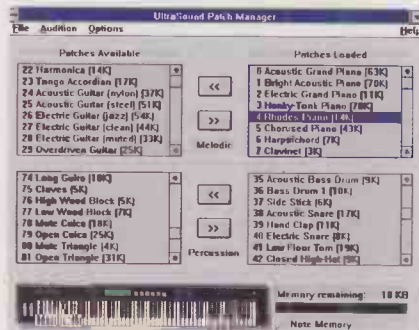 UltraSound Patch Manager
File Audition Options Help
Patches Available
22 Harmonica (14K)
23 Tango Accordian (17K)
24 Acoustic Guitar (nylon) (37K)
25 Acoustic Guitar (steel) (51K)
26 Electric Guitar (jazz) (54K)
27 Electric Guitar (clean) (44K)
28 Electric Guitar (muted) (33K)
29 Overdriven Guitar (25K)
<<
>>
Melodic
Patches Loaded
0 Acoustic Grand Piano (63K)
1 Bright Acoustic Piano (70K)
2 Electric Grand Piano (11K)
3 Honky-Tonk Piano (78K)
4 Rhodes Piano (14K)
5 Chorused Piano (43K)
6 Harpsichord (7K)
7 Clavinet (3K)
74 Long Guiro (10K)
75 Claves (5K)
76 High Wood Block (5K)
77 Low Wood Block (7K)
78 Mute Cuica (18K)
79 Open Cuica (25K)
80 Mute Triangle (4K)
81 Open Triangle (31K)
<<
>>
Percussion
35 Acoustic Bass Drum (9K)
36 Bass Drum 1 (10K)
37 Side Stick (6K)
38 Acoustic Snare (17K)
39 Hand Clap (11K)
40 Electric Snare (8K)
41 Low Floor Tom (19K)
42 Closed High-Hat (9K)
Memory remaining: 18 KB
Note Memory